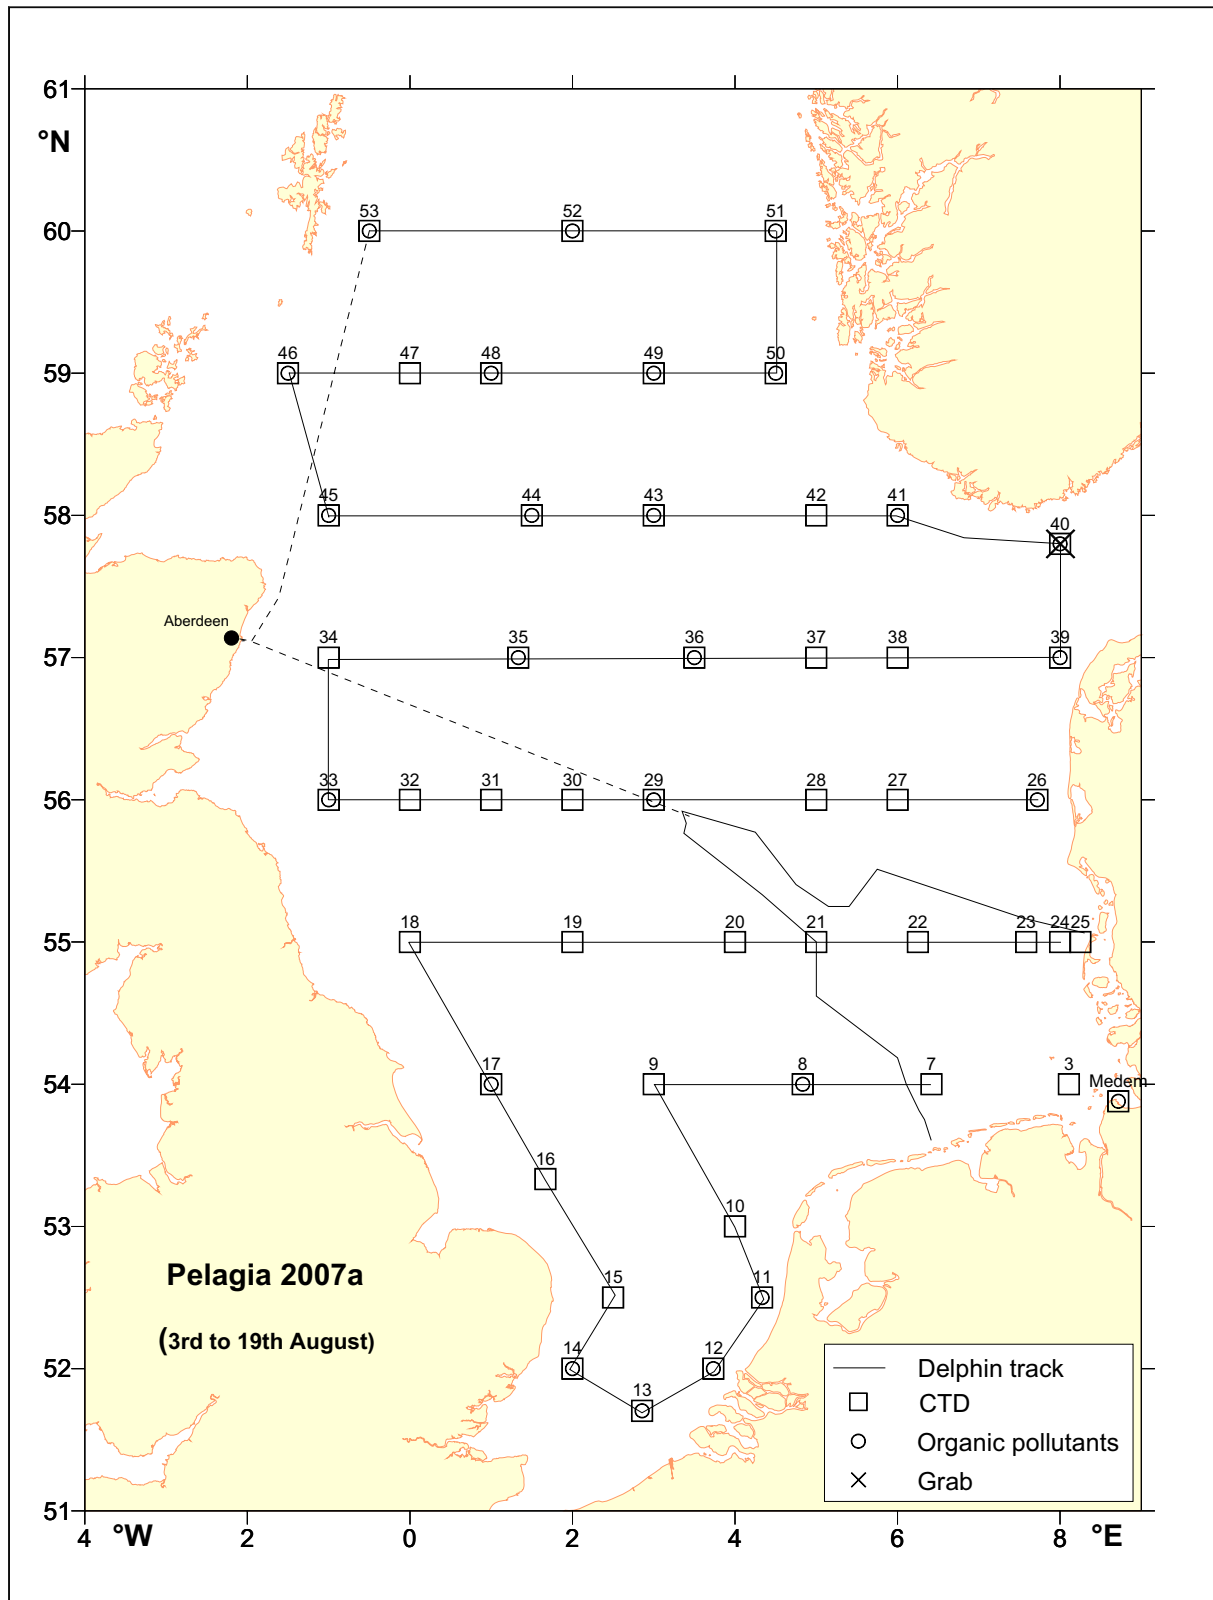 61
°N
53 52 51
60
46 47 48 49 50
59
45 44 43 42 41
58
40
Aberdeen
34 35 36 37 38 39
57
33 32 31 30 29 28 27 26
56
18 19 20 21 22 23 24 25
55
17 9 8 7 3
54
Medem
16
53
10
Pelagia 2007a
15 11
(3rd to 19th August)
14 12
52
13
Delphin track
CTD
Organic pollutants
Grab
51
4 °W 2 0 2 4 6 8 °E